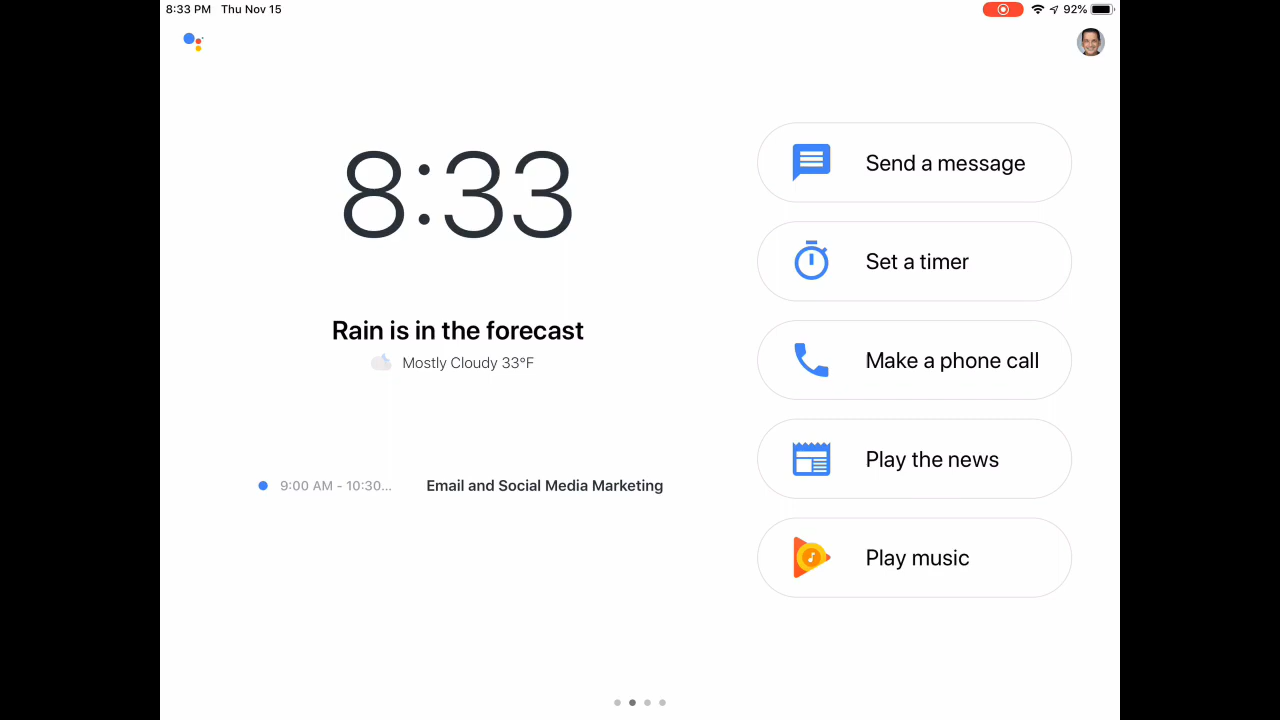 8:33 PM Thu Nov 15
92%
8:33
Rain is in the forecast
Mostly Cloudy 33°F
9:00 AM - 10:30... Email and Social Media Marketing
Send a message
Set a timer
Make a phone call
Play the news
Play music